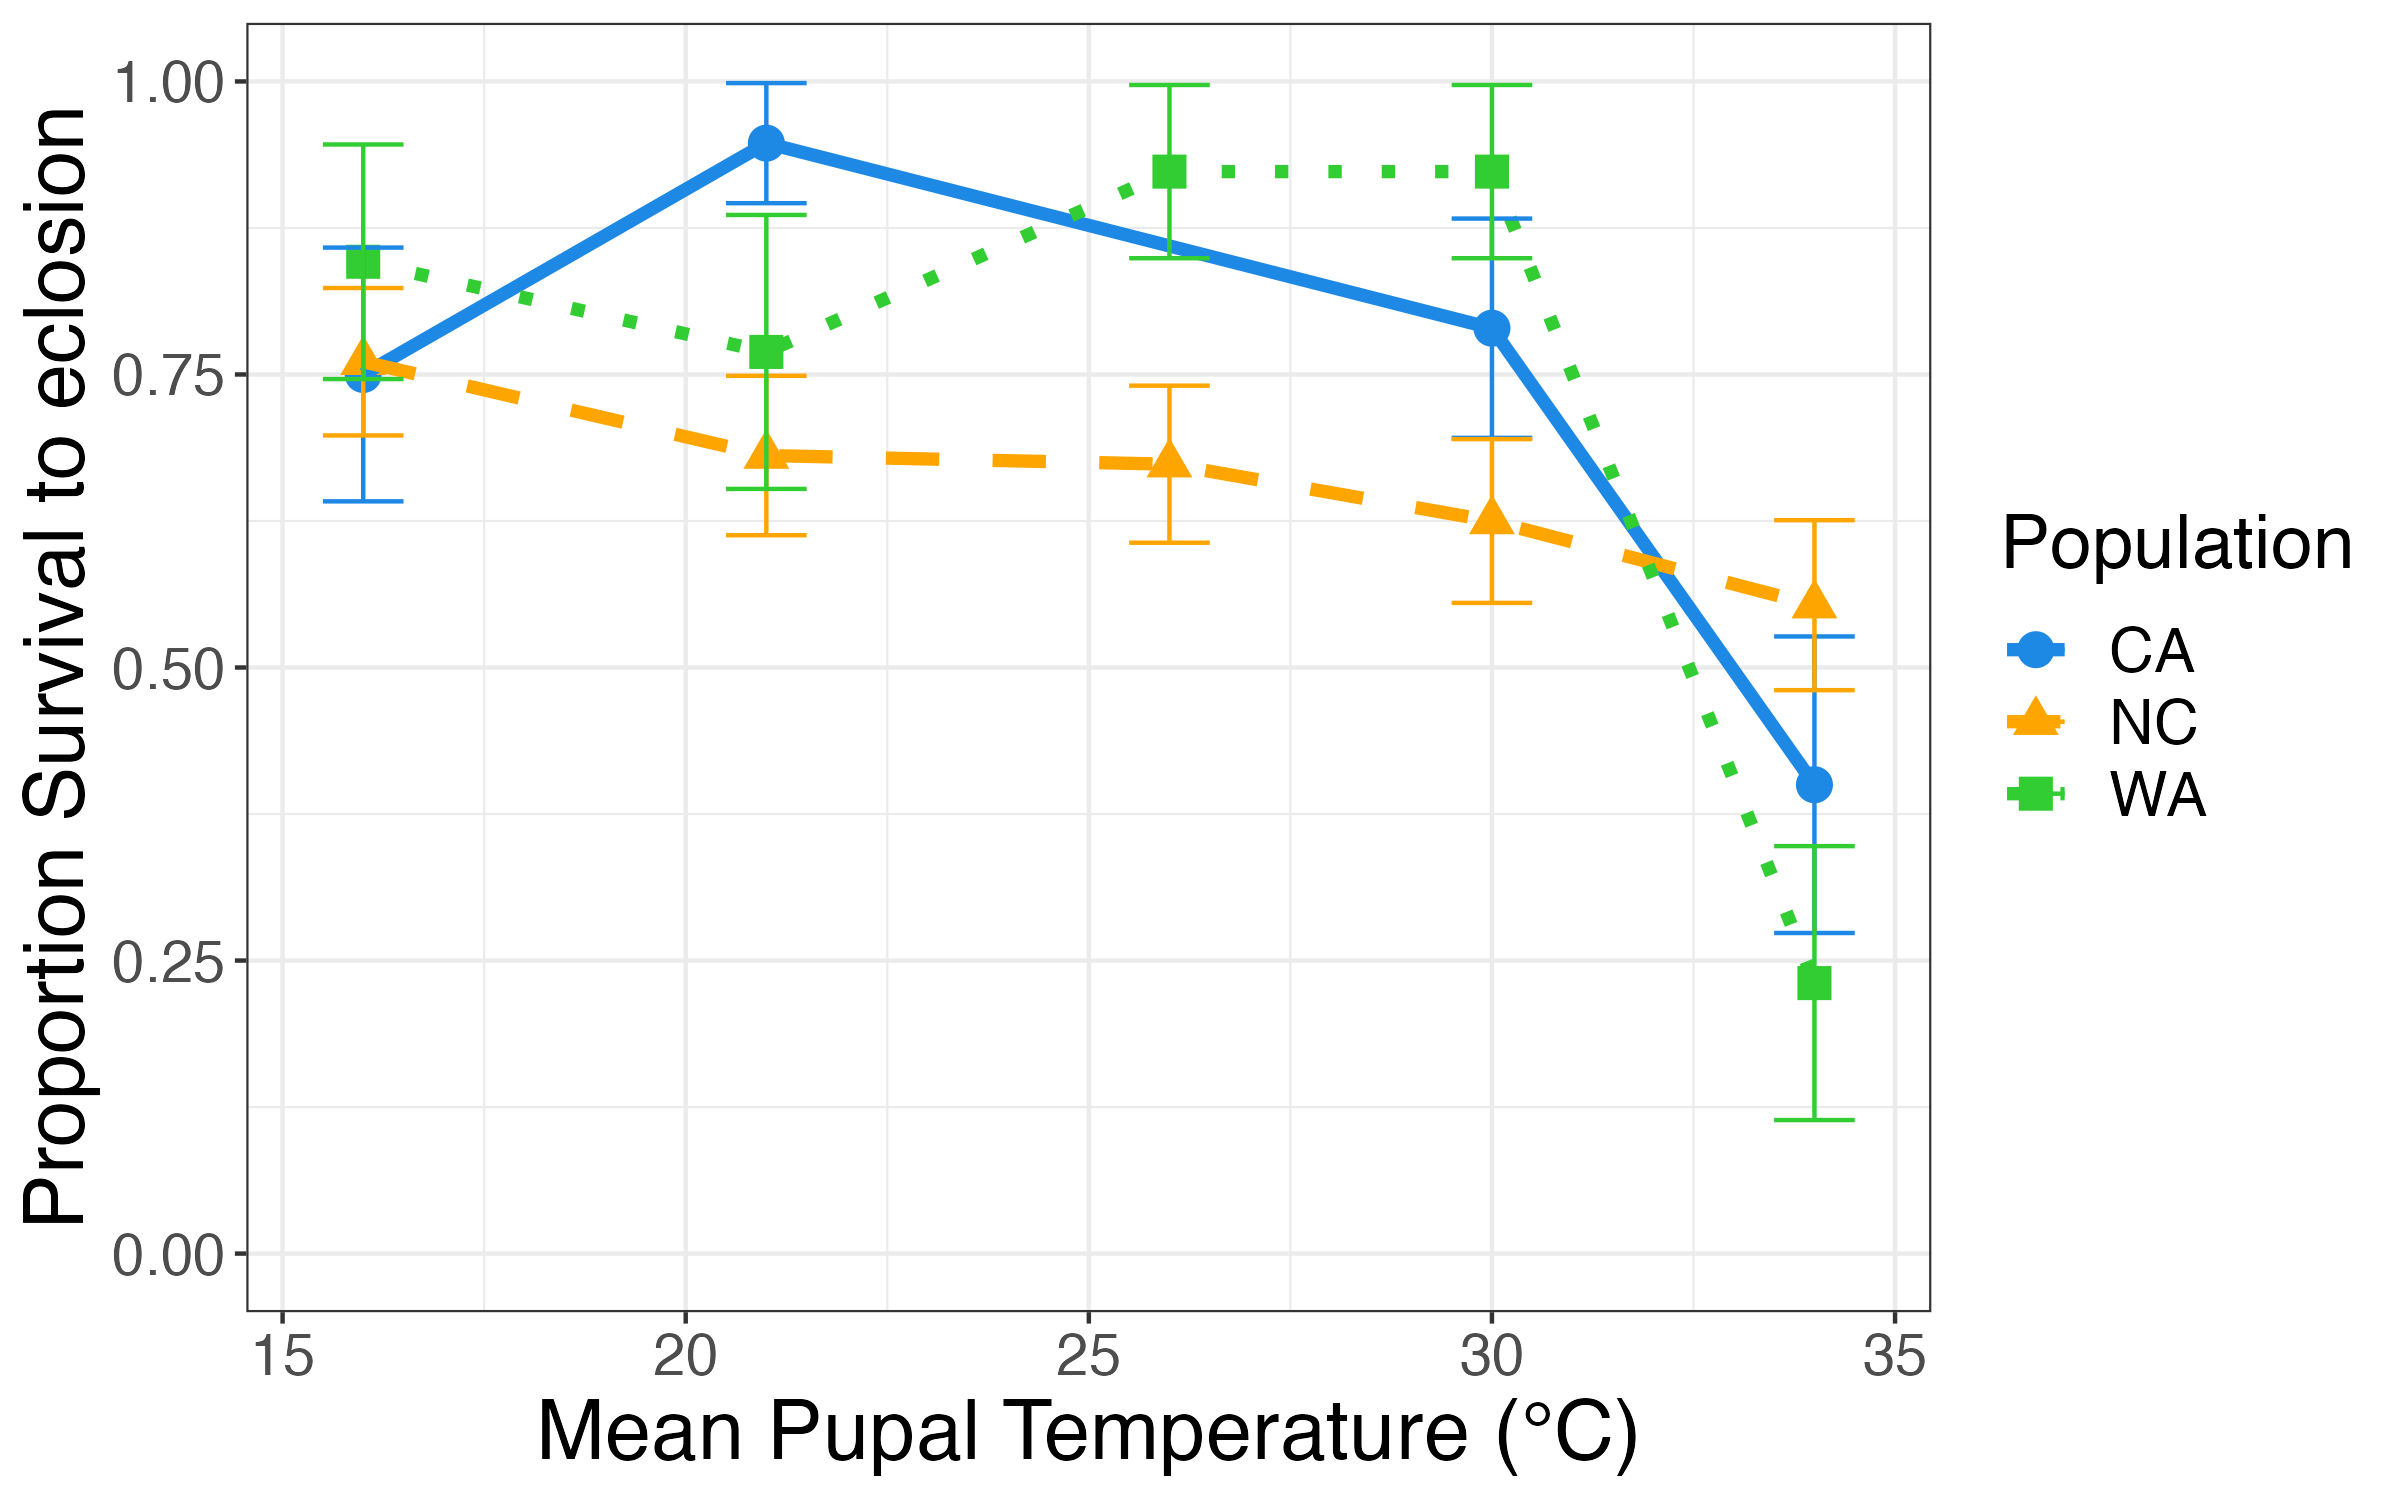 Proportion Survival to eclosion
1.00
0.75
0.50
0.25
0.00
15 20 25 30 35
Mean Pupal Temperature (°C)
Population
CA
NC
WA